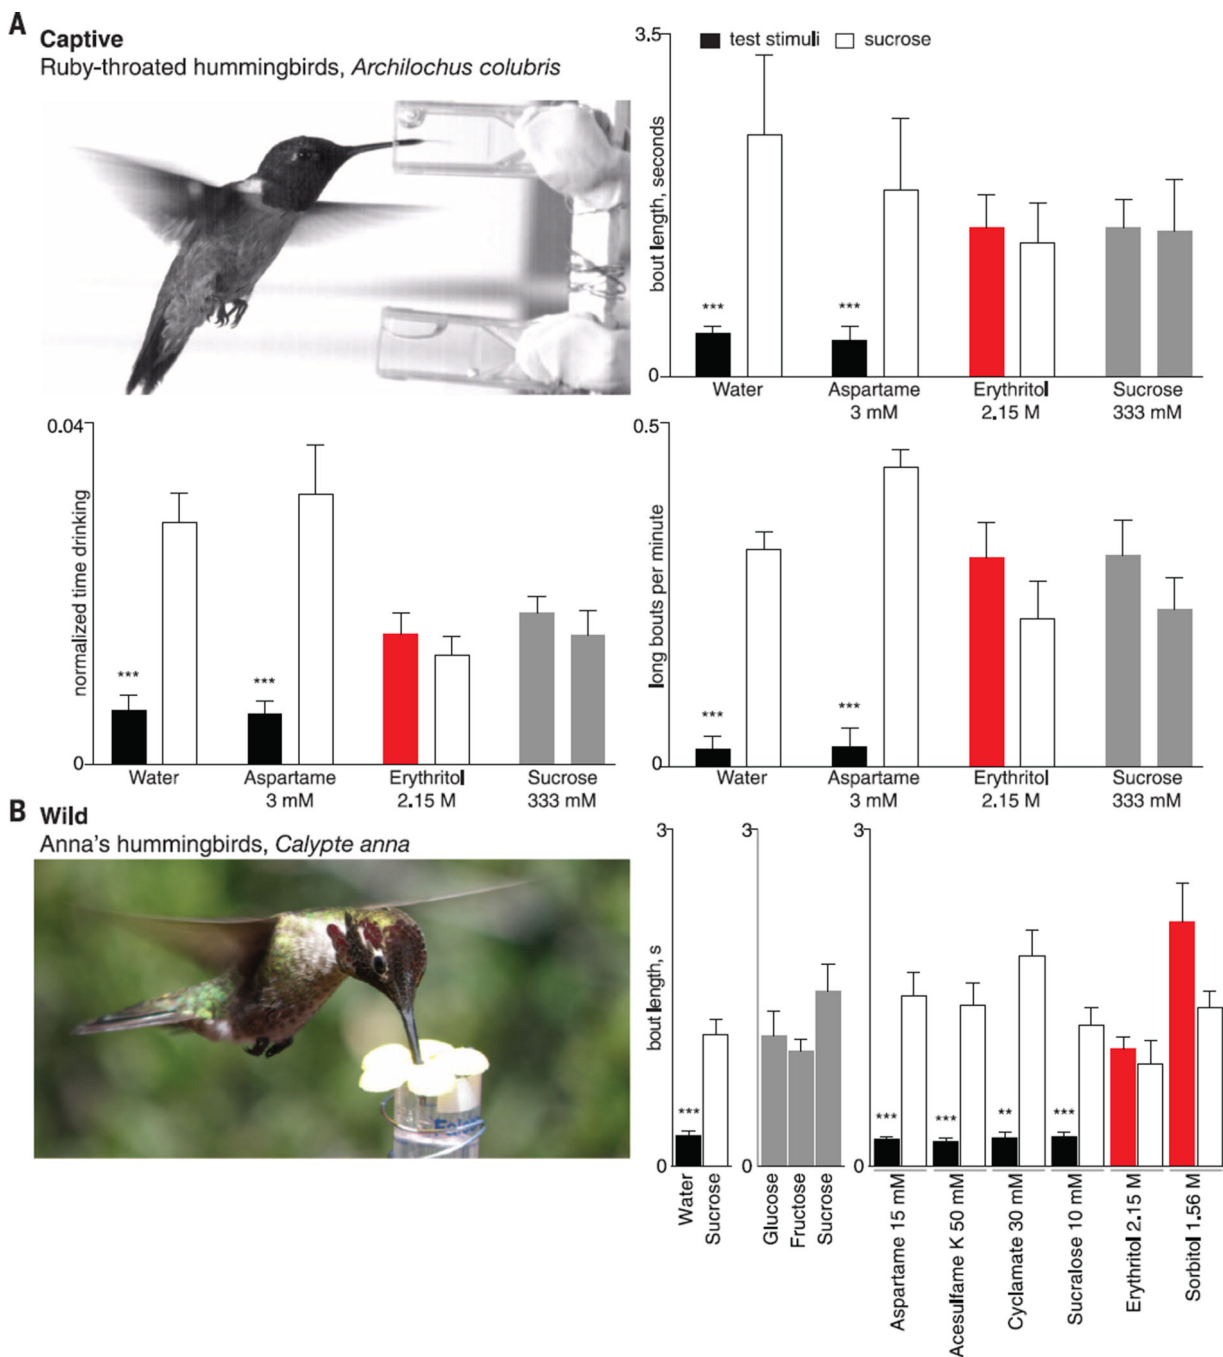 A
Captive
Ruby-throated hummingbirds, Archilochus colubris
test stimuli
sucrose
3.5
bout length, seconds
0
***
***
Water
Aspartame
3 mM
Erythritol
2.15 M
Sucrose
333 mM
0.04
normalized time drinking
0
***
***
Water
Aspartame
3 mM
Erythritol
2.15 M
Sucrose
333 mM
0.5
long bouts per minute
0
***
***
Water
Aspartame
3 mM
Erythritol
2.15 M
Sucrose
333 mM
B
Wild
Anna's hummingbirds, Calypte anna
3
bout length, s
0
***
Water
Sucrose
3
0
Glucose
Fructose
Sucrose
3
0
***
***
**
***
Aspartame 15 mM
Acesulfame K 50 mM
Cyclamate 30 mM
Sucralose 10 mM
Erythritol 2.15 M
Sorbitol 1.56 M